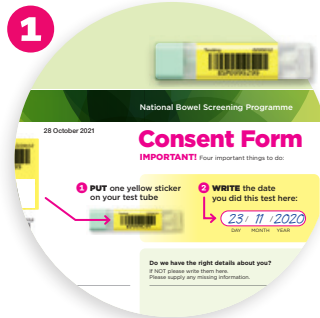 1
BSP0999299
National Bowel Screening Programme
28 October 2021
Consent Form
IMPORTANT! Four important things to do:
1 PUT one yellow sticker
on your test tube
2 WRITE the date
you did this test here:
23 / 11 / 2020
DAY MONTH YEAR
Do we have the right details about you?
If NOT please write them here.
Please supply any missing information.